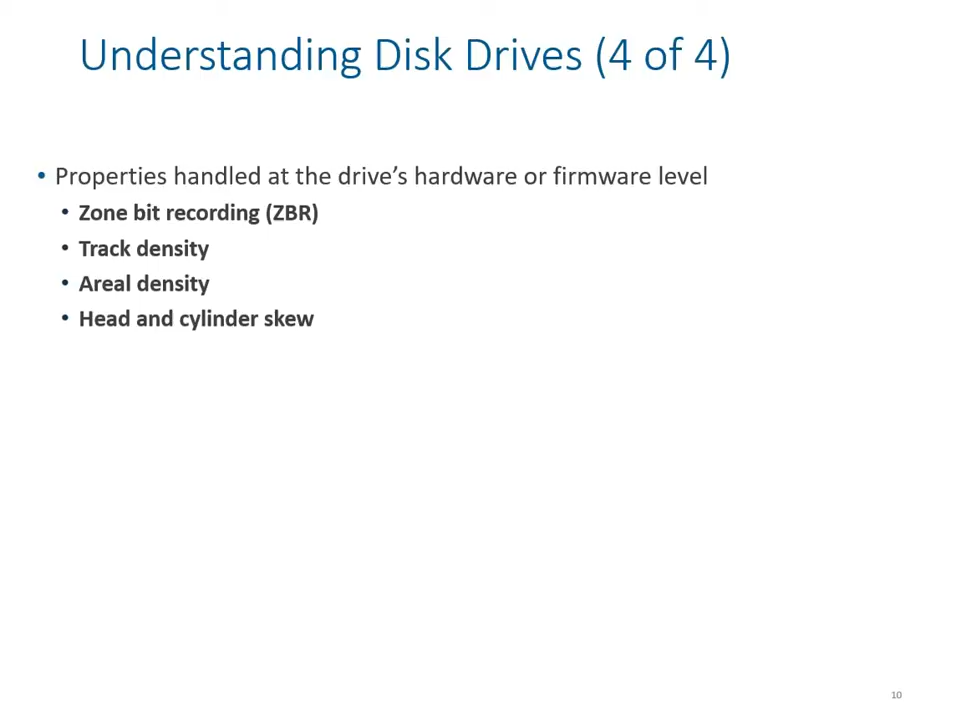 Understanding Disk Drives (4 of 4)
• Properties handled at the drive’s hardware or firmware level
• Zone bit recording (ZBR)
• Track density
• Areal density
• Head and cylinder skew
10